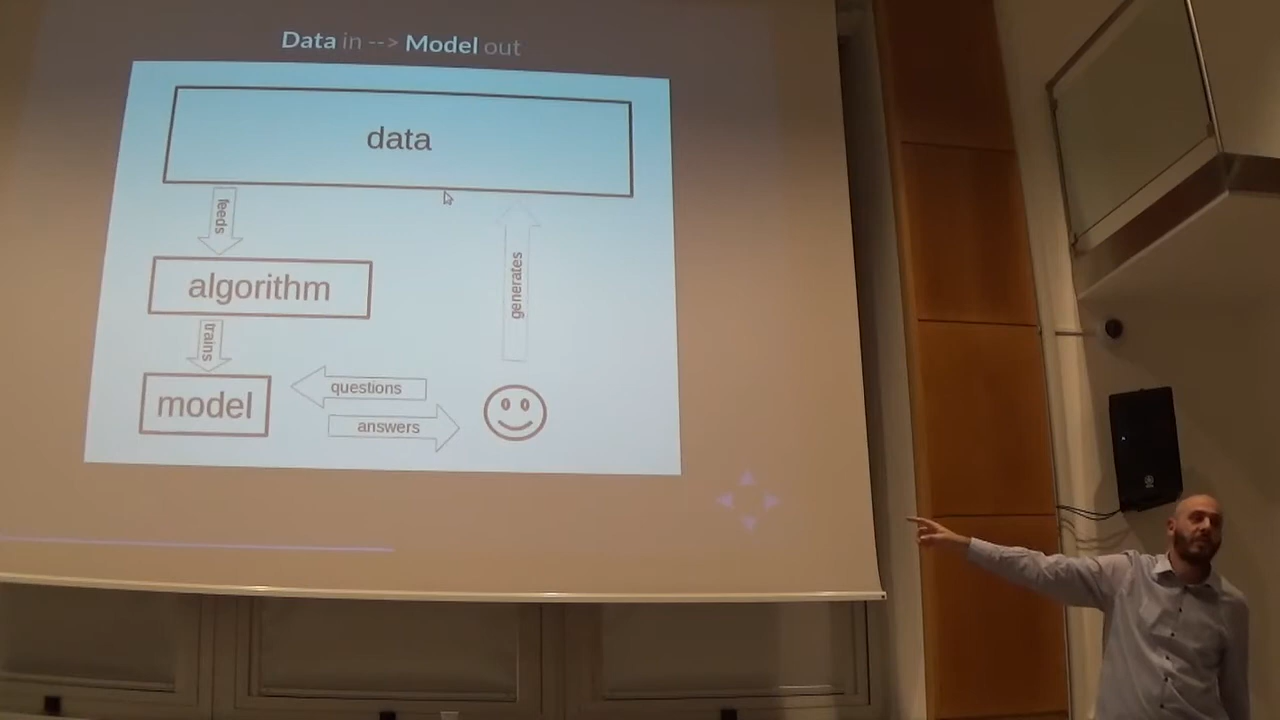 Data in --> Model out
data
feeds
algorithm
trains
model
questions
answers
generates